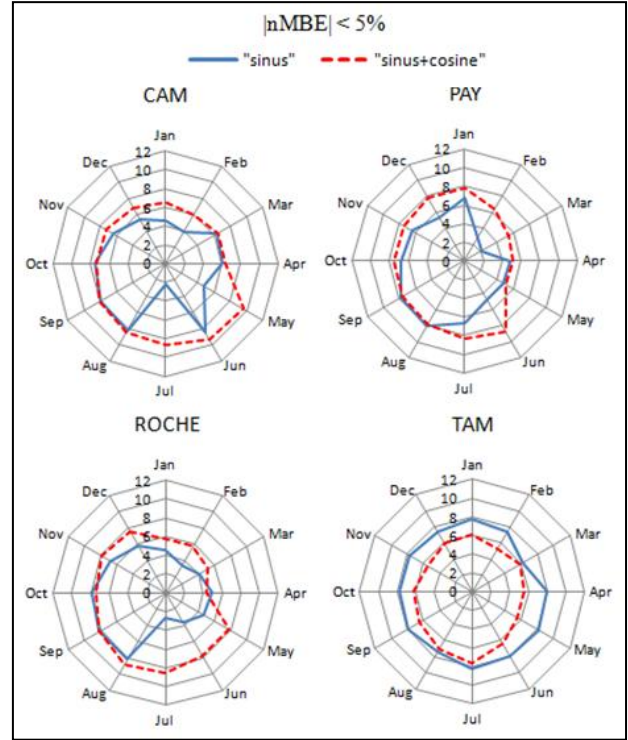 |nMBE| < 5%
"sinus" "sinus+cosine"
CAM
Jan
Feb
Mar
Apr
May
Jun
Jul
Aug
Sep
Oct
Nov
Dec
12
10
8
6
4
2
0
PAY
Jan
Feb
Mar
Apr
May
Jun
Jul
Aug
Sep
Oct
Nov
Dec
12
10
8
6
4
2
0
ROCHE
Jan
Feb
Mar
Apr
May
Jun
Jul
Aug
Sep
Oct
Nov
Dec
12
10
8
6
4
2
0
TAM
Jan
Feb
Mar
Apr
May
Jun
Jul
Aug
Sep
Oct
Nov
Dec
12
10
8
6
4
2
0